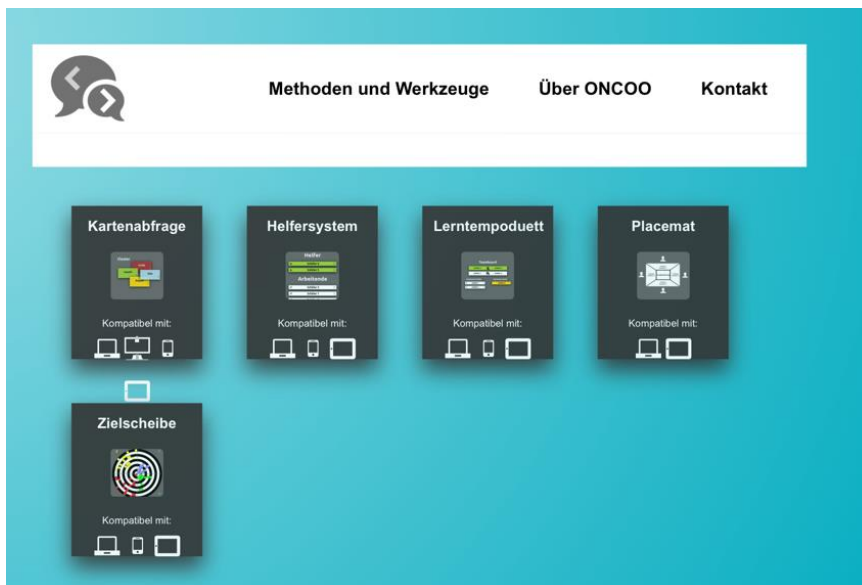 Methoden und Werkzeuge Über ONCOO Kontakt
Kartenabfrage Helfersystem Lerntempoduett Placemat
Helfer
Arbeitende
Kompatibel mit: Kompatibel mit: Kompatibel mit: Kompatibel mit:
Zielscheibe
Kompatibel mit: